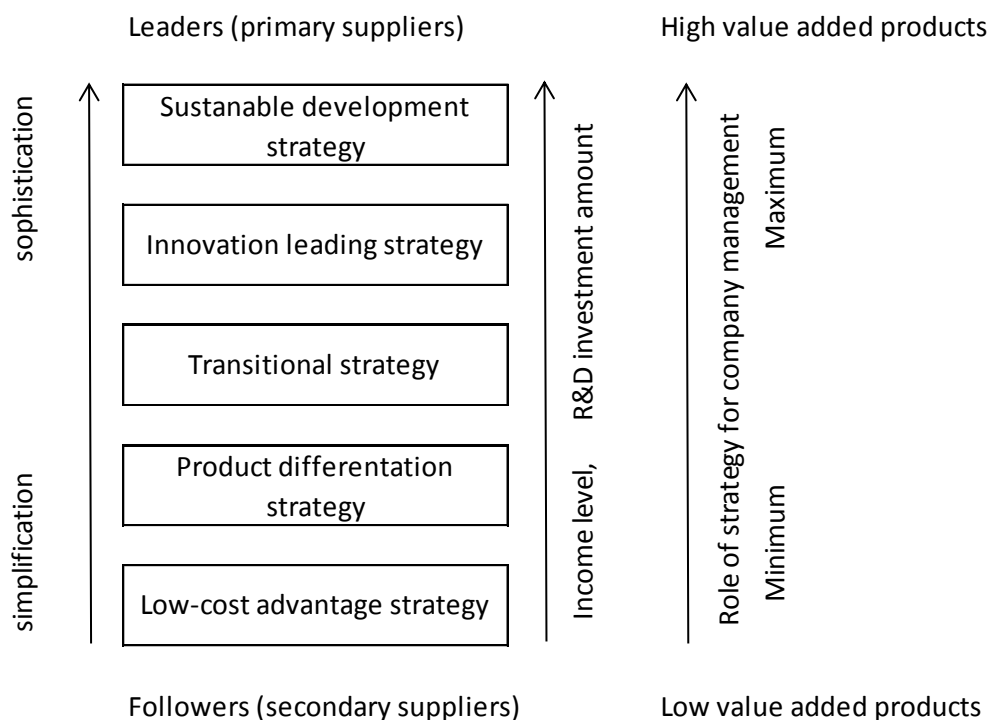 Leaders (primary suppliers)
High value added products
sophistication
Sustanable development
strategy
Innovation leading strategy
Transitional strategy
Product differentation
strategy
Low-cost advantage strategy
simplification
Income level, R&D investment amount
Role of strategy for company management
Maximum
Minimum
Followers (secondary suppliers)
Low value added products